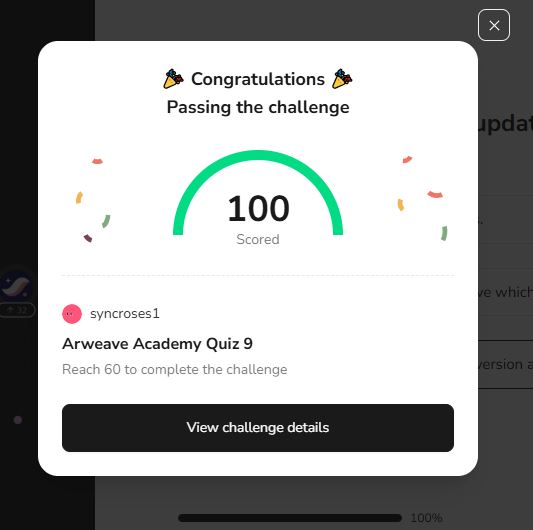 Congratulations
Passing the challenge
updat
100
Scored
ve which
32
syncroses1
Arweave Academy Quiz 9
version a
Reach 60 to complete the challenge
View challenge details
100%